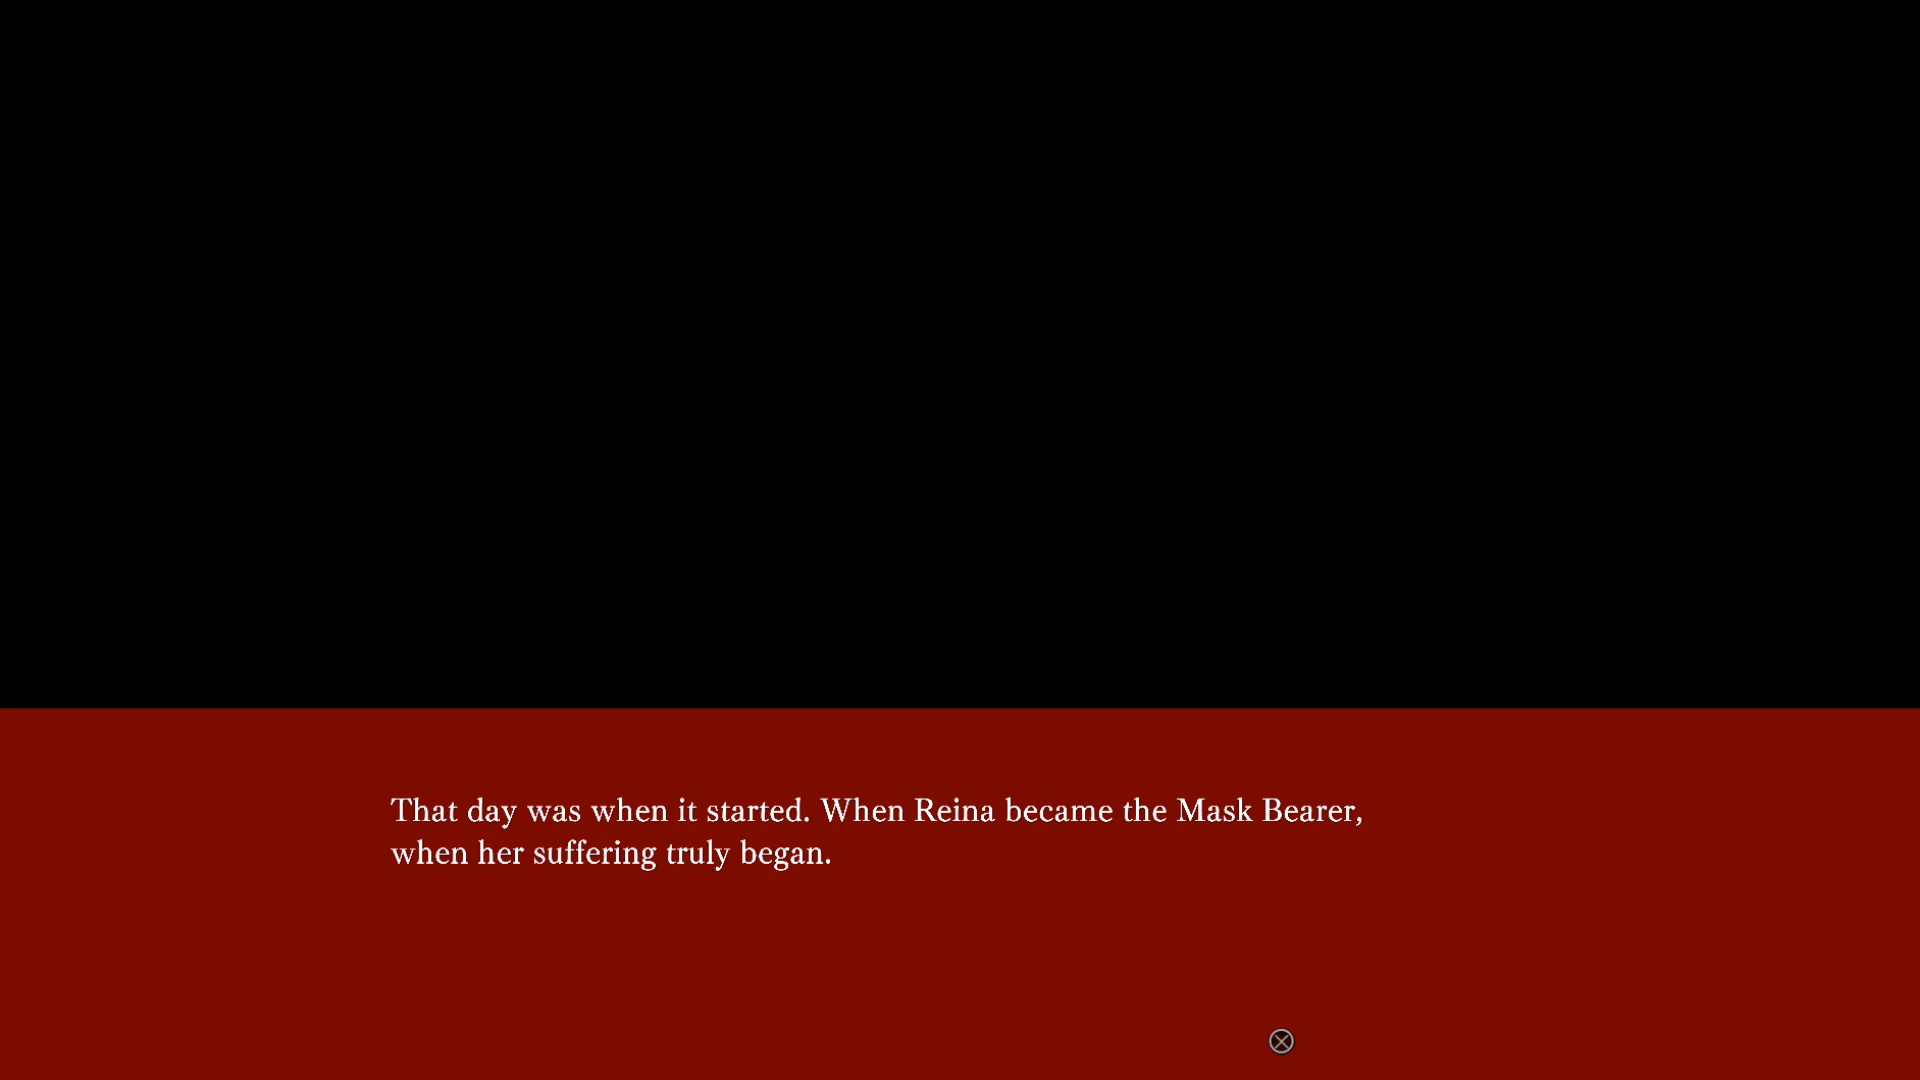 That day was when it started. When Reina became the Mask Bearer,
when her suffering truly began.